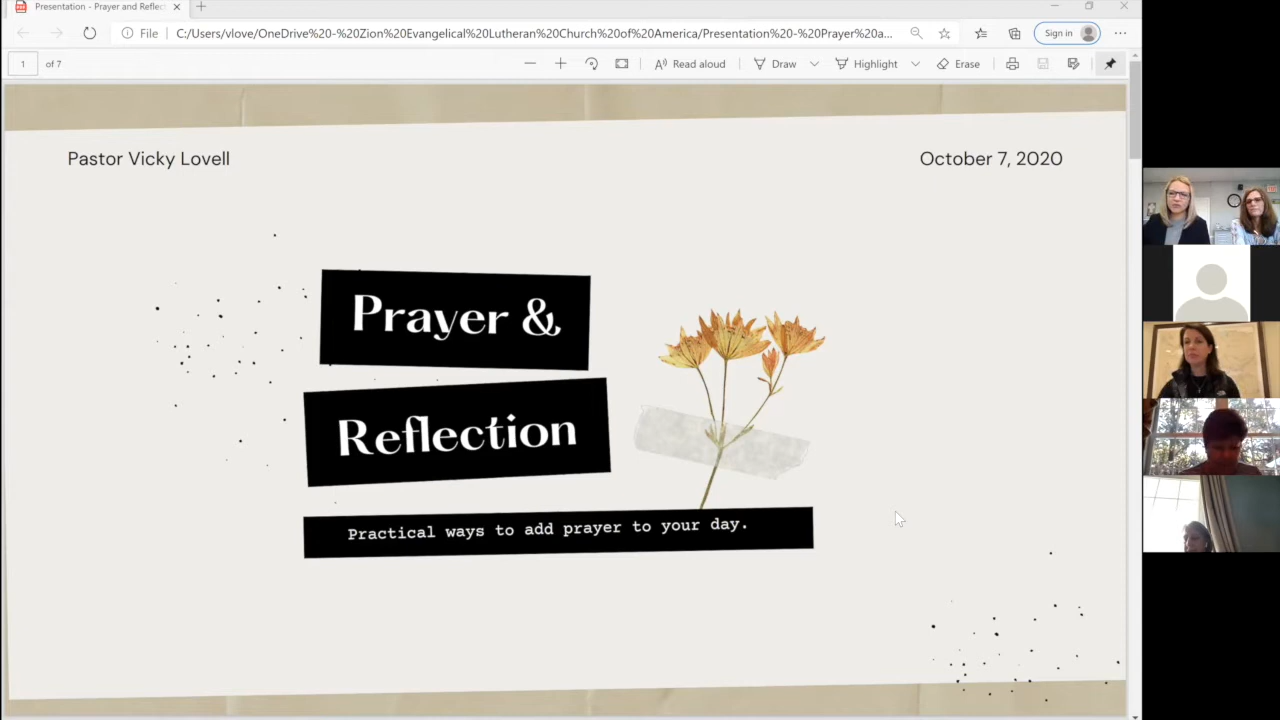 Presentation - Prayer and Reflec
File
C:/Users/vlove/OneDrive%20-%20Zion%20Evangelical%20Lutheran%20Church%20of%20America/Presentation%20-%20Prayer%20a...
Sign in
1 of 7
Read aloud
Draw
Highlight
Erase
Pastor Vicky Lovell
October 7, 2020
Prayer &
Reflection
Practical ways to add prayer to your day.